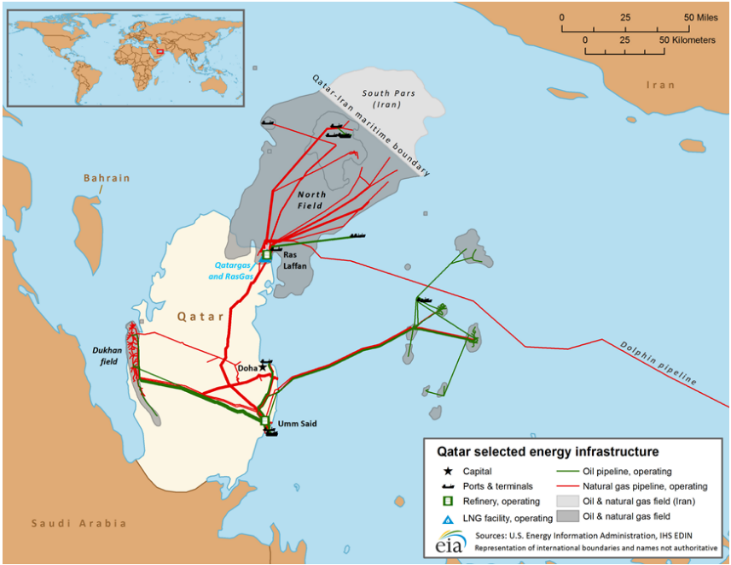 0 25 50 Miles
0 25 50 Kilometers
Iran
South Pars
(Iran)
Qatar-Iran maritime boundary
Bahrain
North
Field
Ras
Laffan
Qatargas
and RasGas
Qatar
Dukhan
field
Doha
Dolphin pipeline
Umm Said
Saudi Arabia
Qatar selected energy infrastructure
Capital
Oil pipeline, operating
Ports & terminals
Natural gas pipeline, operating
Refinery, operating
Oil & natural gas field (Iran)
LNG facility, operating
Oil & natural gas field
eia
Sources: U.S. Energy Information Administration, IHS EDIN
Representation of international boundaries and names not authoritative